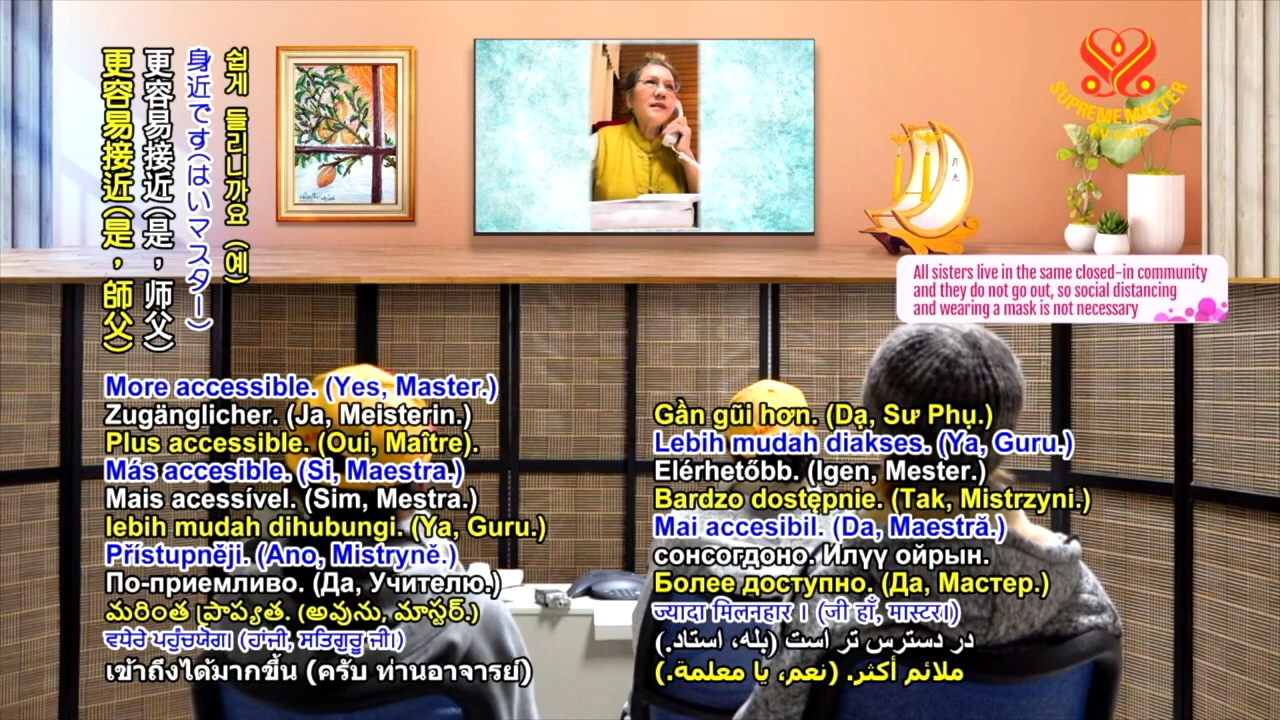 更容易接近(是，師父)
更容易接近(是，师父)
身近です(はいマスター)
쉽게 들리니까요 (예)
SUPREME MASTER
TV.com
月光
All sisters live in the same closed-in community
and they do not go out, so social distancing
and wearing a mask is not necessary
More accessible. (Yes, Master.)
Zugänglicher. (Ja, Meisterin.)
Plus accessible. (Oui, Maître).
Más accesible. (Si, Maestra.)
Mais acessível. (Sim, Mestra.)
lebih mudah dihubungi. (Ya, Guru.)
Přístupněji. (Ano, Mistryně.)
По-приемливо. (Да, Учителю.)
మరింత ప్రాప్యత. (అవును, మాస్టర్.)
ਵਧੇਰੇ ਪਹੁੰਚਯੋਗ। (ਹਾਂਜੀ, ਸਤਿਗੁਰੂ ਜੀ।)
เข้าถึงได้มากขึ้น (ครับ ท่านอาจารย์)
Gần gũi hơn. (Dạ, Sư Phụ.)
Lebih mudah diakses. (Ya, Guru.)
Elérhetőbb. (Igen, Mester.)
Bardzo dostępnie. (Tak, Mistrzyni.)
Mai accesibil. (Da, Maestră.)
сонсогдоно. Илүү ойрын.
Более доступно. (Да, Мастер.)
ज्यादा मिलनहार । (जी हाँ, मास्टर।)
در دسترس تر است (بله، استاد.)
ملائم أكثر. (نعم، يا معلمة.)